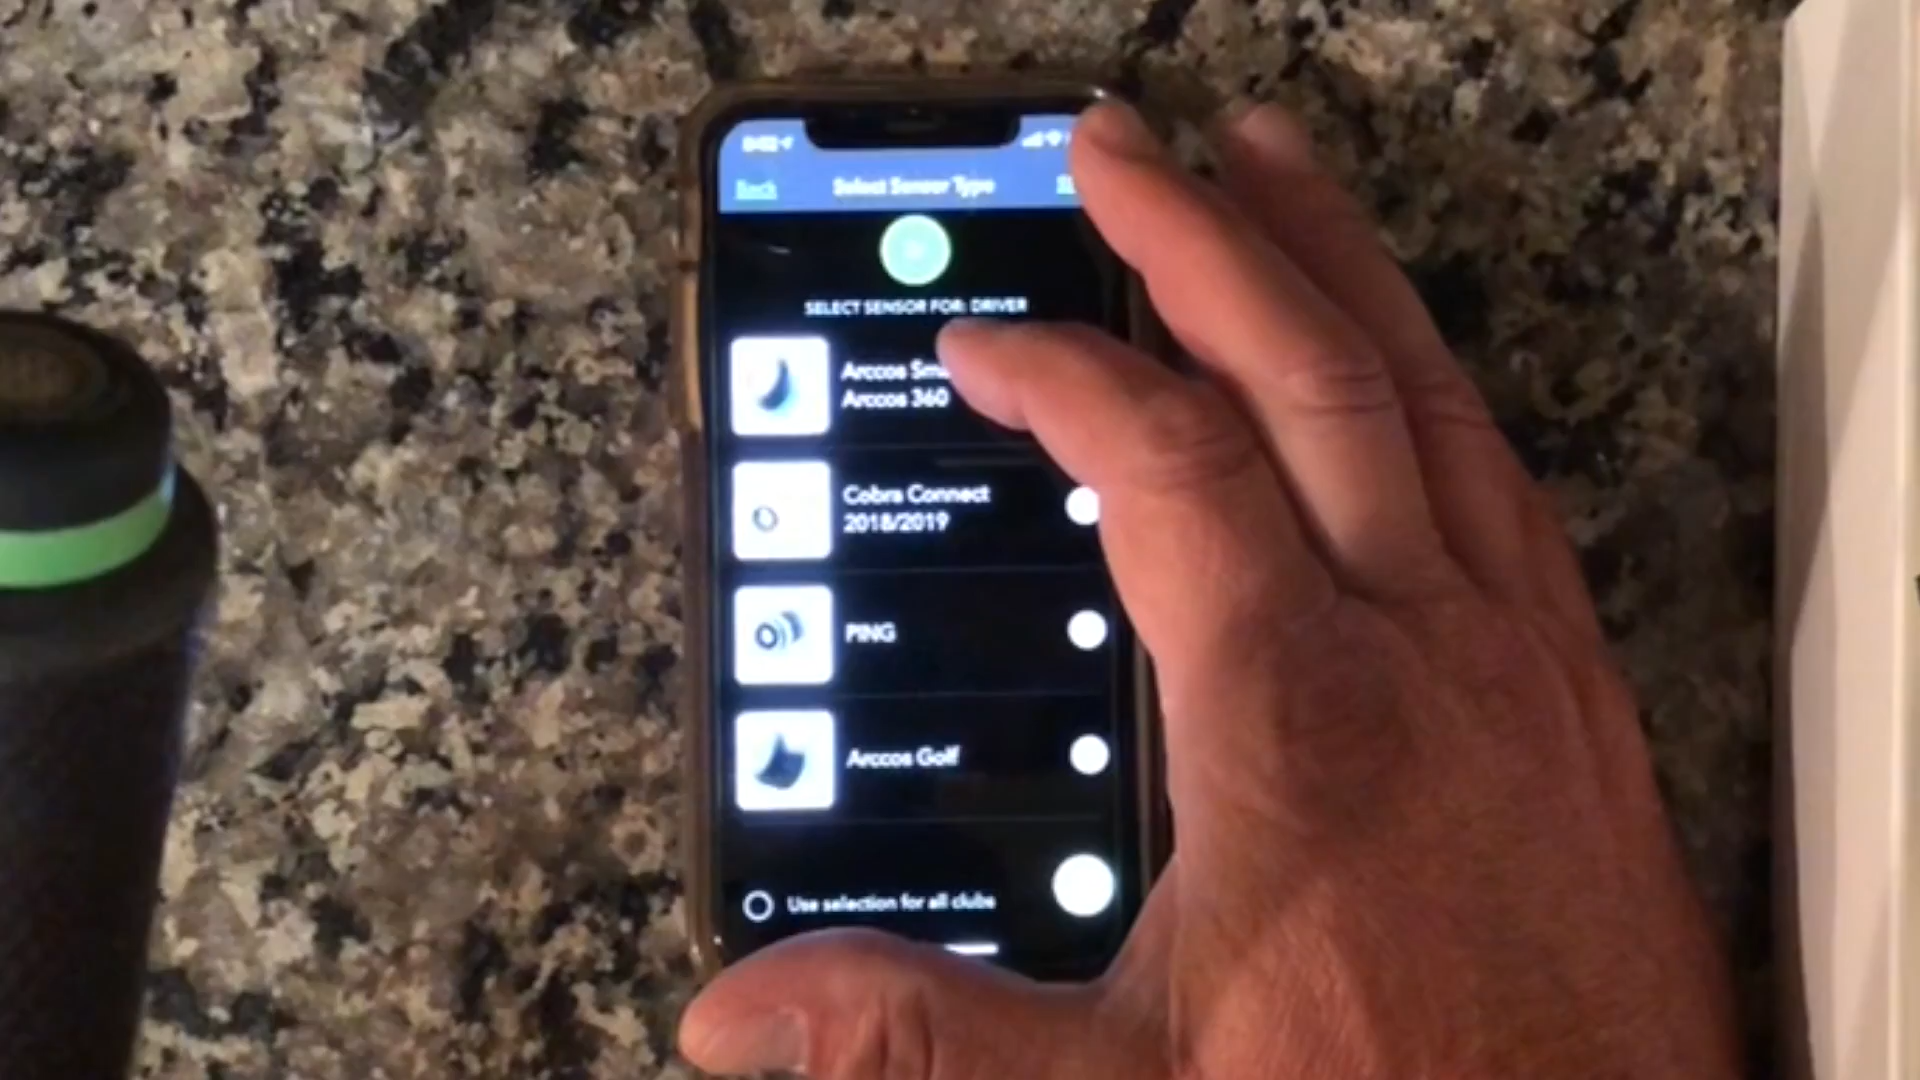 Back Select Sensor Type
SELECT SENSOR FOR: DRIVER
Arccos
Arccos 360
Cobra Connect
2018/2019
PING
Arccos Golf
Use selection for all clubs